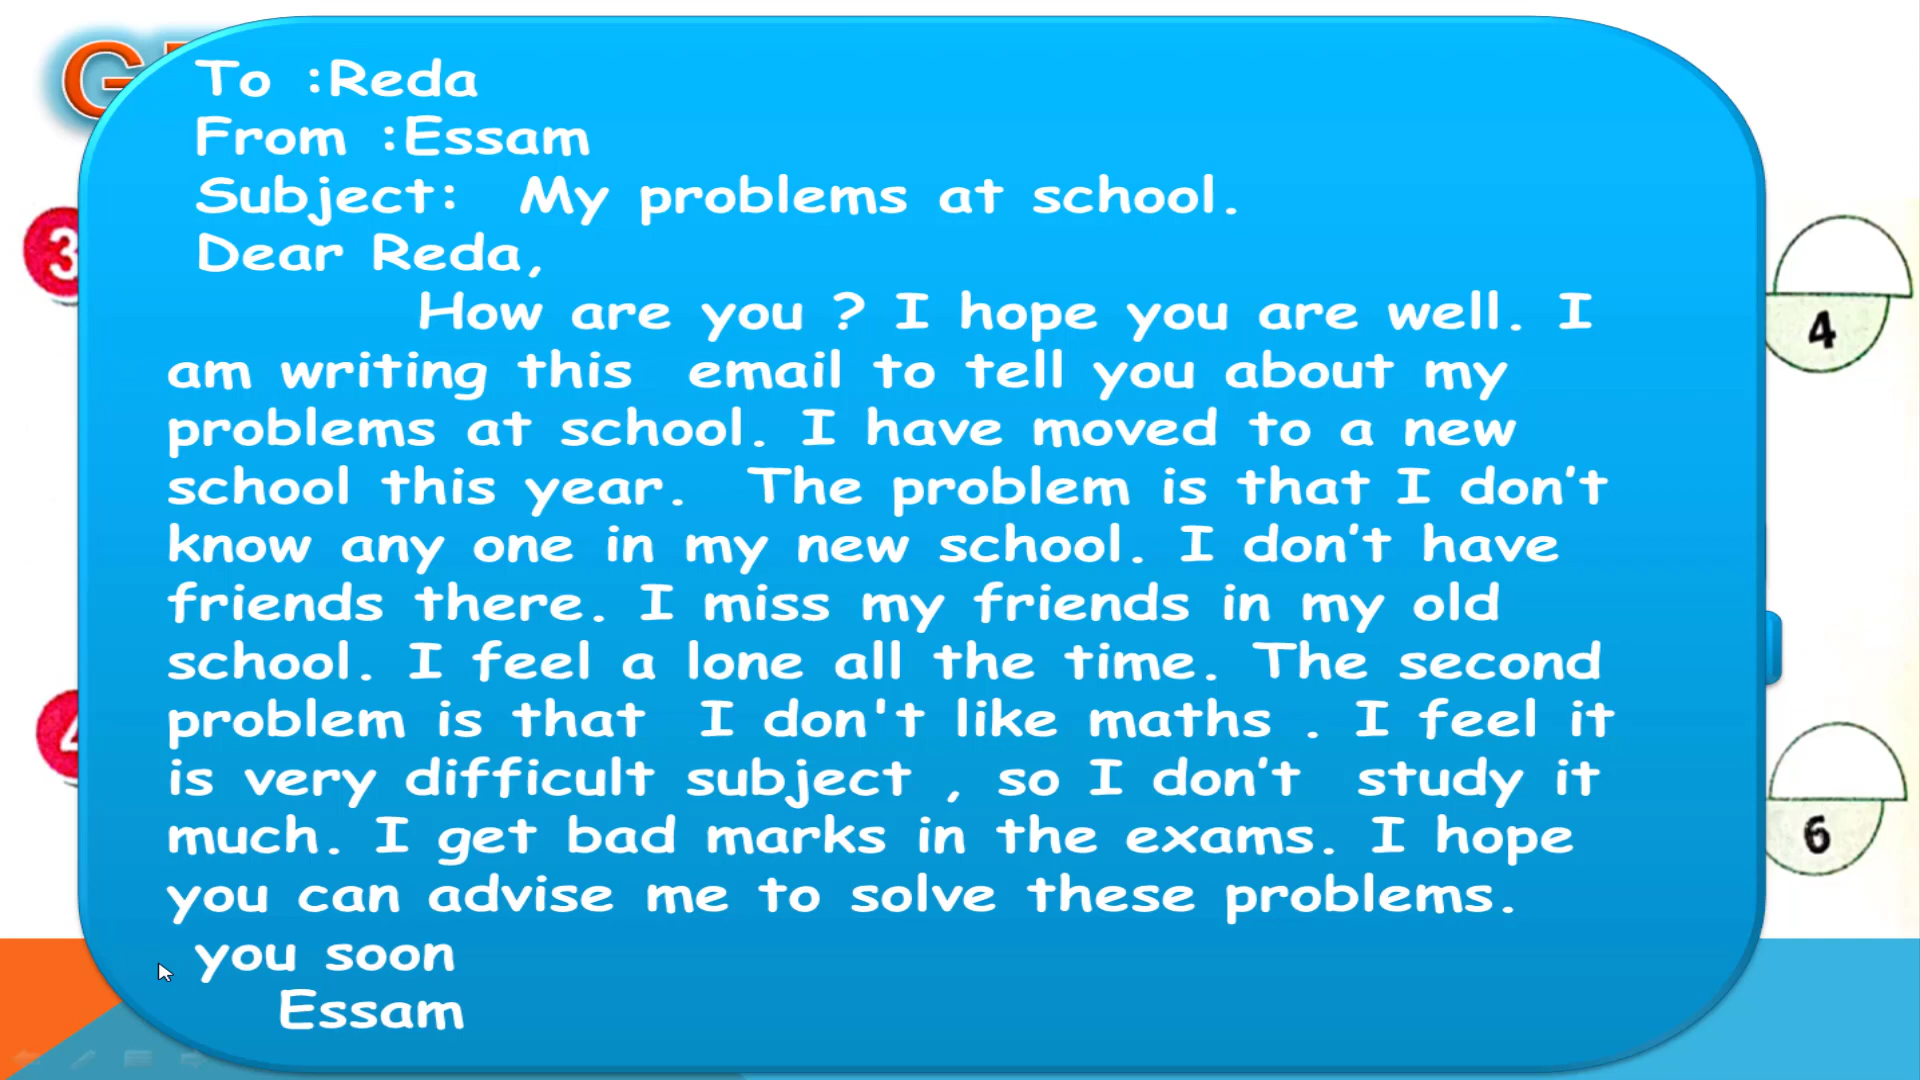 To :Reda
From :Essam
Subject: My problems at school.
Dear Reda,
How are you ? I hope you are well. I
am writing this email to tell you about my
problems at school. I have moved to a new
school this year. The problem is that I don’t
know any one in my new school. I don’t have
friends there. I miss my friends in my old
school. I feel a lone all the time. The second
problem is that I don't like maths . I feel it
is very difficult subject , so I don’t study it
much. I get bad marks in the exams. I hope
you can advise me to solve these problems.
you soon
Essam
3
4
4
6